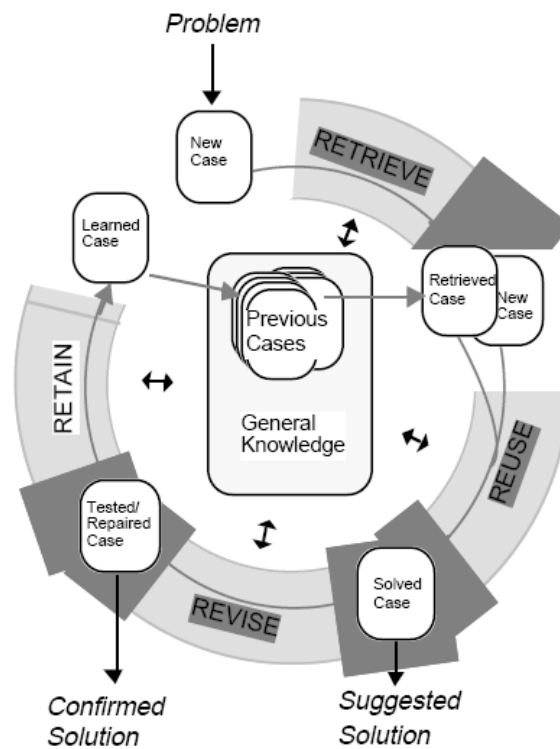 Problem
New
Case
RETRIEVE
Learned
Case
Retrieved
Case
New
Case
Previous
Cases
General
Knowledge
RETAIN
REUSE
Tested/
Repaired
Case
REVISE
Solved
Case
Confirmed
Solution
Suggested
Solution